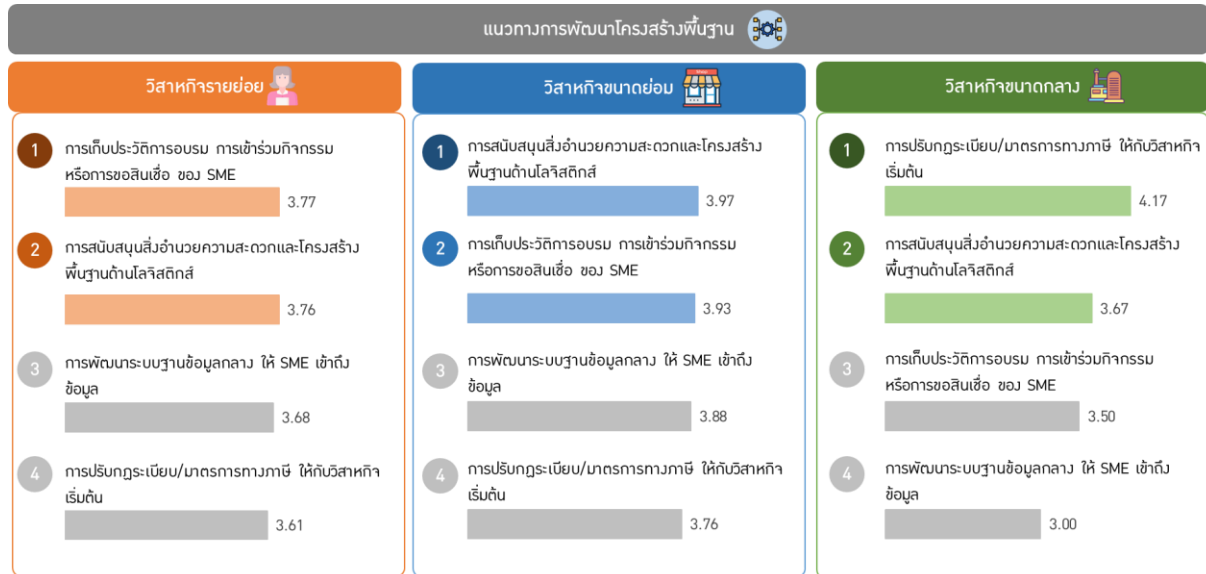 แนวทางการพัฒนาโครงสร้างพื้นฐาน
วิสาหกิจรายย่อย
1
การเก็บประวัติการอบรม การเข้าร่วมกิจกรรม
หรือการขอสินเชื่อ ของ SME
3.77
2
การสนับสนุนสิ่งอำนวยความสะดวกและโครงสร้าง
พื้นฐานด้านโลจิสติกส์
3.76
3
การพัฒนาระบบฐานข้อมูลกลาง ให้ SME เข้าถึง
ข้อมูล
3.68
4
การปรับกฎระเบียบ/มาตรการทางภาษี ให้กับวิสาหกิจ
เริ่มต้น
3.61
วิสาหกิจขนาดย่อม
1
การสนับสนุนสิ่งอำนวยความสะดวกและโครงสร้าง
พื้นฐานด้านโลจิสติกส์
3.97
2
การเก็บประวัติการอบรม การเข้าร่วมกิจกรรม
หรือการขอสินเชื่อ ของ SME
3.93
3
การพัฒนาระบบฐานข้อมูลกลาง ให้ SME เข้าถึง
ข้อมูล
3.88
4
การปรับกฎระเบียบ/มาตรการทางภาษี ให้กับวิสาหกิจ
เริ่มต้น
3.76
วิสาหกิจขนาดกลาง
1
การปรับกฎระเบียบ/มาตรการทางภาษี ให้กับวิสาหกิจ
เริ่มต้น
4.17
2
การสนับสนุนสิ่งอำนวยความสะดวกและโครงสร้าง
พื้นฐานด้านโลจิสติกส์
3.67
3
การเก็บประวัติการอบรม การเข้าร่วมกิจกรรม
หรือการขอสินเชื่อ ของ SME
3.50
4
การพัฒนาระบบฐานข้อมูลกลาง ให้ SME เข้าถึง
ข้อมูล
3.00